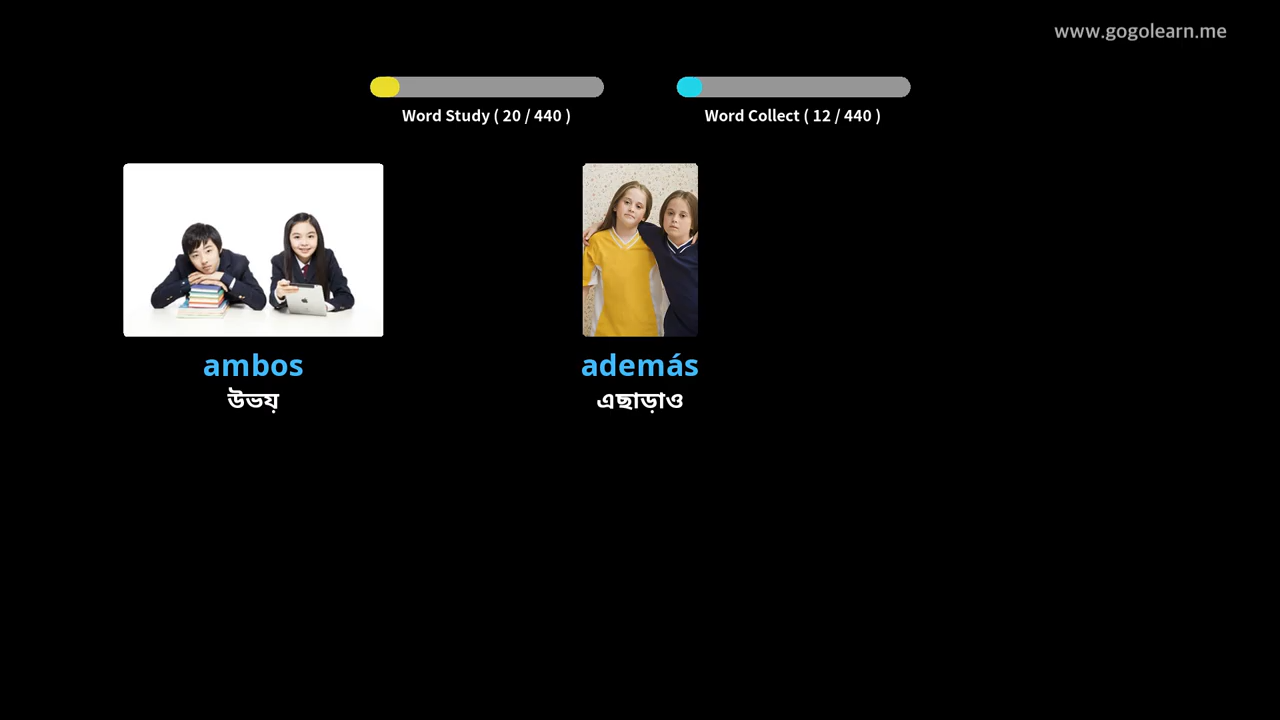 www.gogolearn.me
Word Study ( 20 / 440 )
Word Collect ( 12 / 440 )
ambos
উভয়
además
এছাড়াও